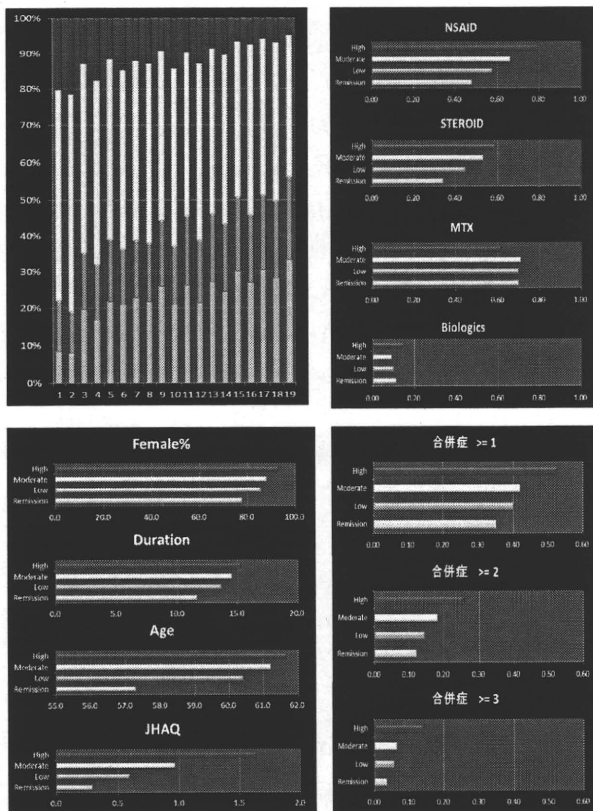 100%
90%
80%
70%
60%
50%
40%
30%
20%
10%
0%
1 2 3 4 5 6 7 8 9 10 11 12 13 14 15 16 17 18 19
NSAID
High
Moderate
Low
Remission
0.00 0.20 0.40 0.60 0.80 1.00
STEROID
High
Moderate
Low
Remission
0.00 0.20 0.40 0.60 0.80 1.00
MTX
High
Moderate
Low
Remission
0.00 0.20 0.40 0.60 0.80 1.00
Biologics
High
Moderate
Low
Remission
0.00 0.20 0.40 0.60 0.80 1.00
Female%
High
Moderate
Low
Remission
0.0 20.0 40.0 60.0 80.0 100.0
Duration
High
Moderate
Low
Remission
0.0 5.0 10.0 15.0 20.0
Age
High
Moderate
Low
Remission
55.0 56.0 57.0 58.0 59.0 60.0 61.0 62.0
JHAQ
High
Moderate
Low
Remission
0.0 0.5 1.0 1.5 2.0
合併症 >= 1
High
Moderate
Low
Remission
0.00 0.10 0.20 0.30 0.40 0.50 0.60
合併症 >= 2
High
Moderate
Low
Remission
0.00 0.10 0.20 0.30 0.40 0.50 0.60
合併症 >= 3
High
Moderate
Low
Remission
0.00 0.10 0.20 0.30 0.40 0.50 0.60